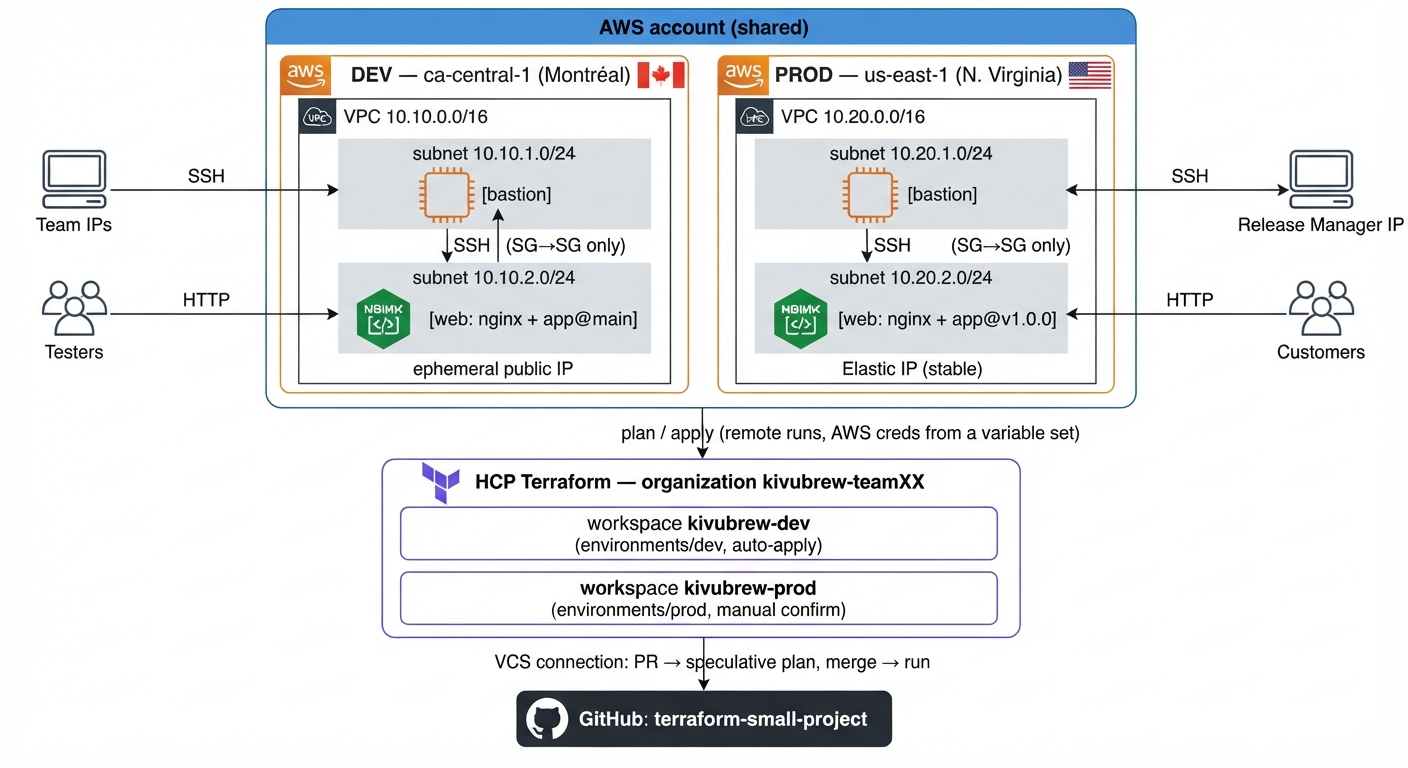 AWS account (shared)
aws
DEV — ca-central-1 (Montréal)
VPC
VPC 10.10.0.0/16
subnet 10.10.1.0/24
[bastion]
SSH
(SG→SG only)
subnet 10.10.2.0/24
NBIMK
[</>]
[web: nginx + app@main]
ephemeral public IP
aws
PROD — us-east-1 (N. Virginia)
VPC 10.20.0.0/16
subnet 10.20.1.0/24
[bastion]
SSH
(SG→SG only)
subnet 10.20.2.0/24
[</>]
[web: nginx + app@v1.0.0]
Elastic IP (stable)
SSH
Team IPs
HTTP
Testers
SSH
Release Manager IP
HTTP
Customers
plan / apply (remote runs, AWS creds from a variable set)
HCP Terraform — organization kivubrew-teamXX
workspace kivubrew-dev
(environments/dev, auto-apply)
workspace kivubrew-prod
(environments/prod, manual confirm)
VCS connection: PR → speculative plan, merge → run
GitHub: terraform-small-project